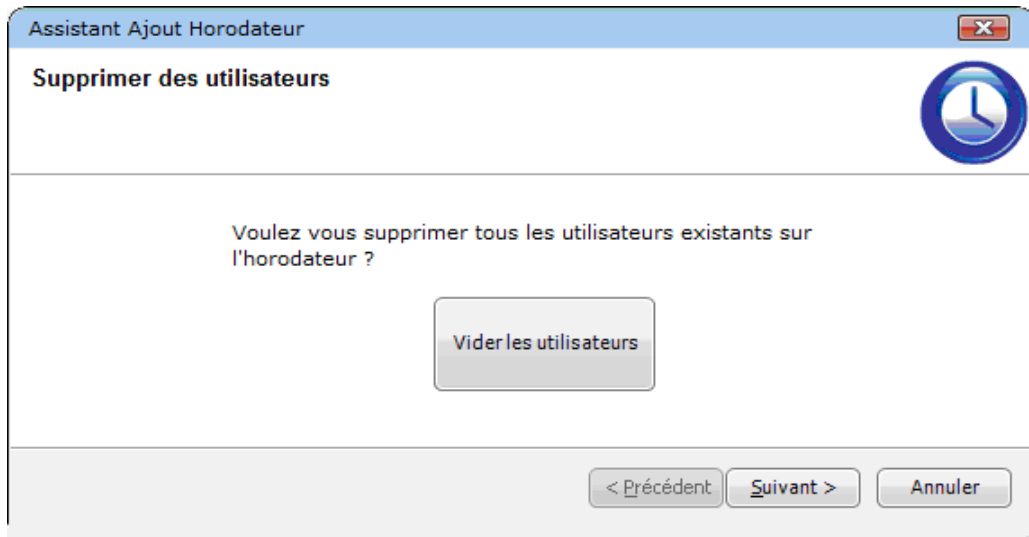 Assistant Ajout Horodateur
Supprimer des utilisateurs
Voulez vous supprimer tous les utilisateurs existants sur
l'horodateur ?
Vider les utilisateurs
< Précédent Suivant > Annuler